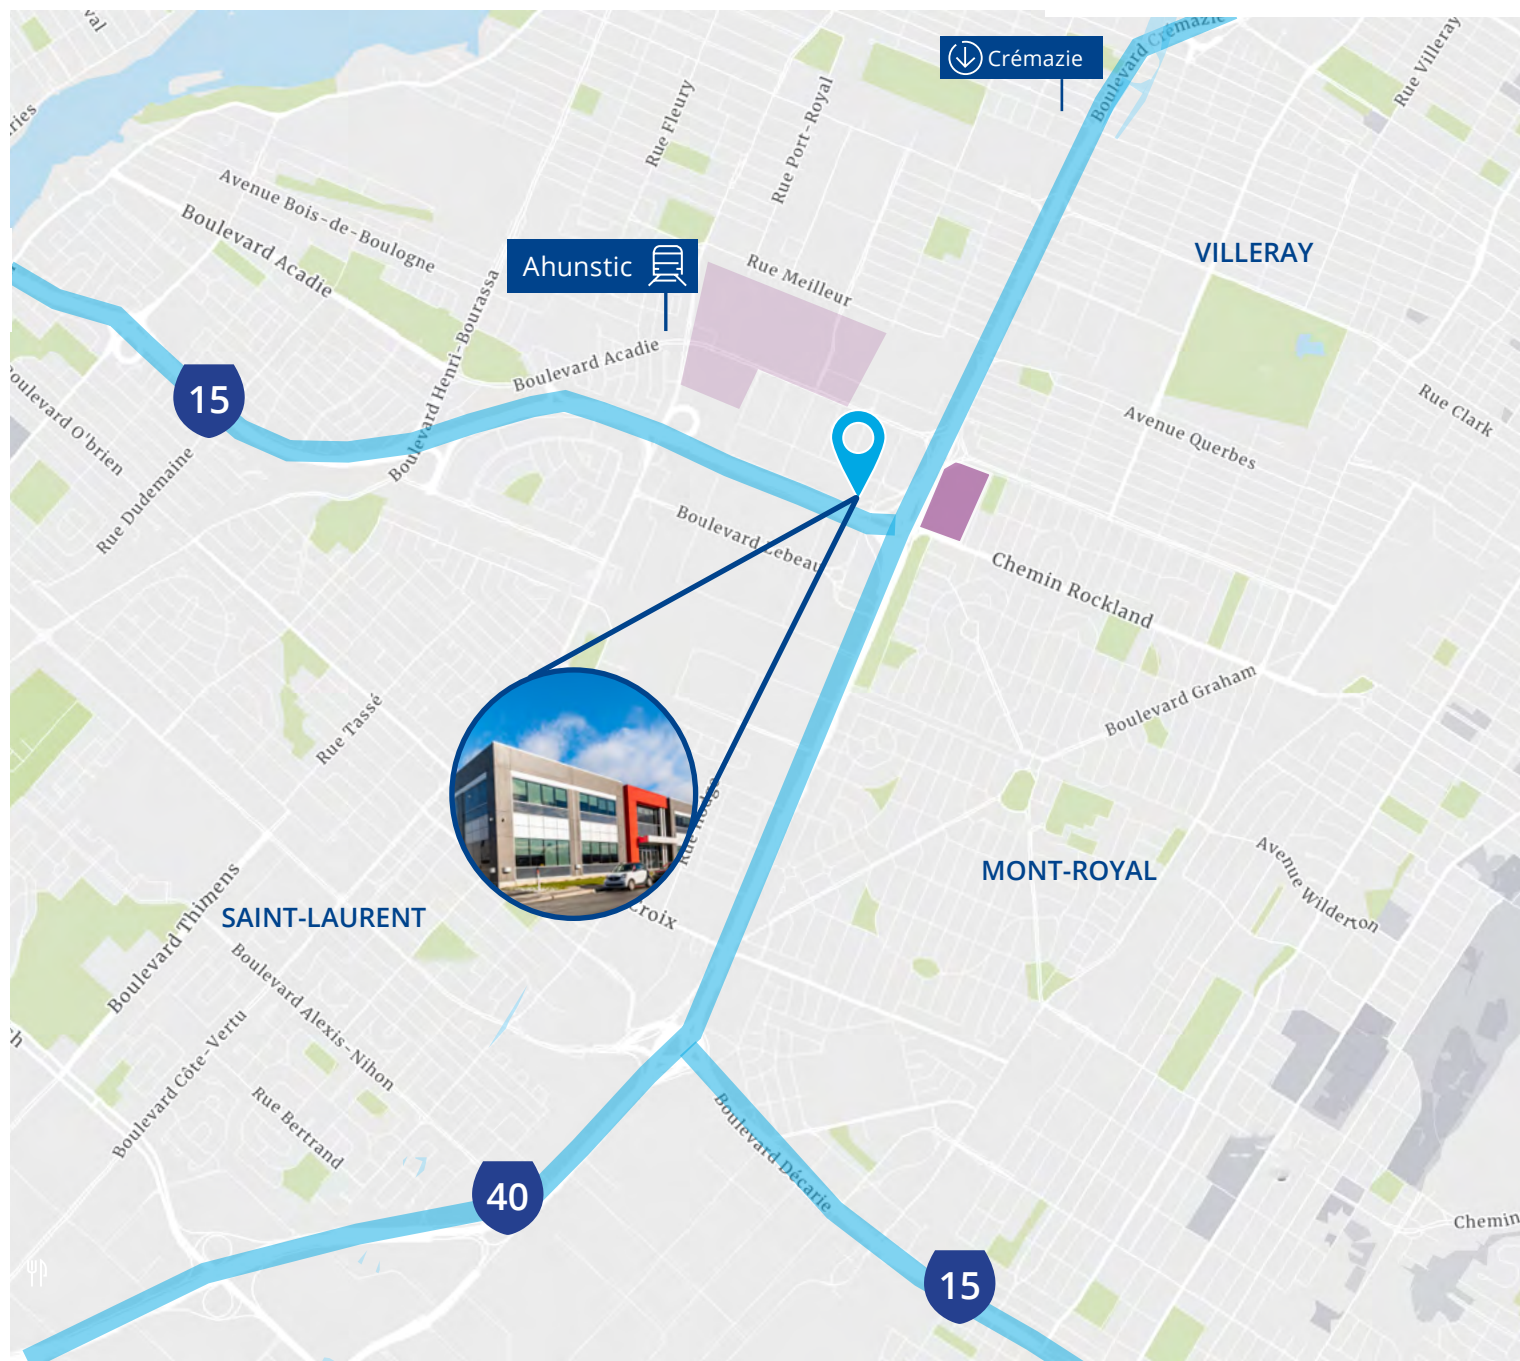 Crémazie
Boulevard Crémazie
Rue Villeray
Rue Fleury
Rue Port-Royal
Avenue Bois-de-Boulogne
Boulevard Acadie
Ahunstic
Rue Meilleur
VILLERAY
Boulevard Henri-Bourassa
Boulevard Acadie
15
Boulevard O'brien
Rue Dudemaine
Rue Clark
Avenue Querbes
Boulevard Lebeau
Chemin Rockland
Boulevard Graham
Rue Tassé
Rue Hodge
Avenue Wilderton
MONT-ROYAL
Boulevard Thimens
SAINT-LAURENT
Croix
Boulevard Alexis-Nihon
Boulevard Côte-Vertu
Rue Bertrand
Boulevard Décarie
40
Chemin
15